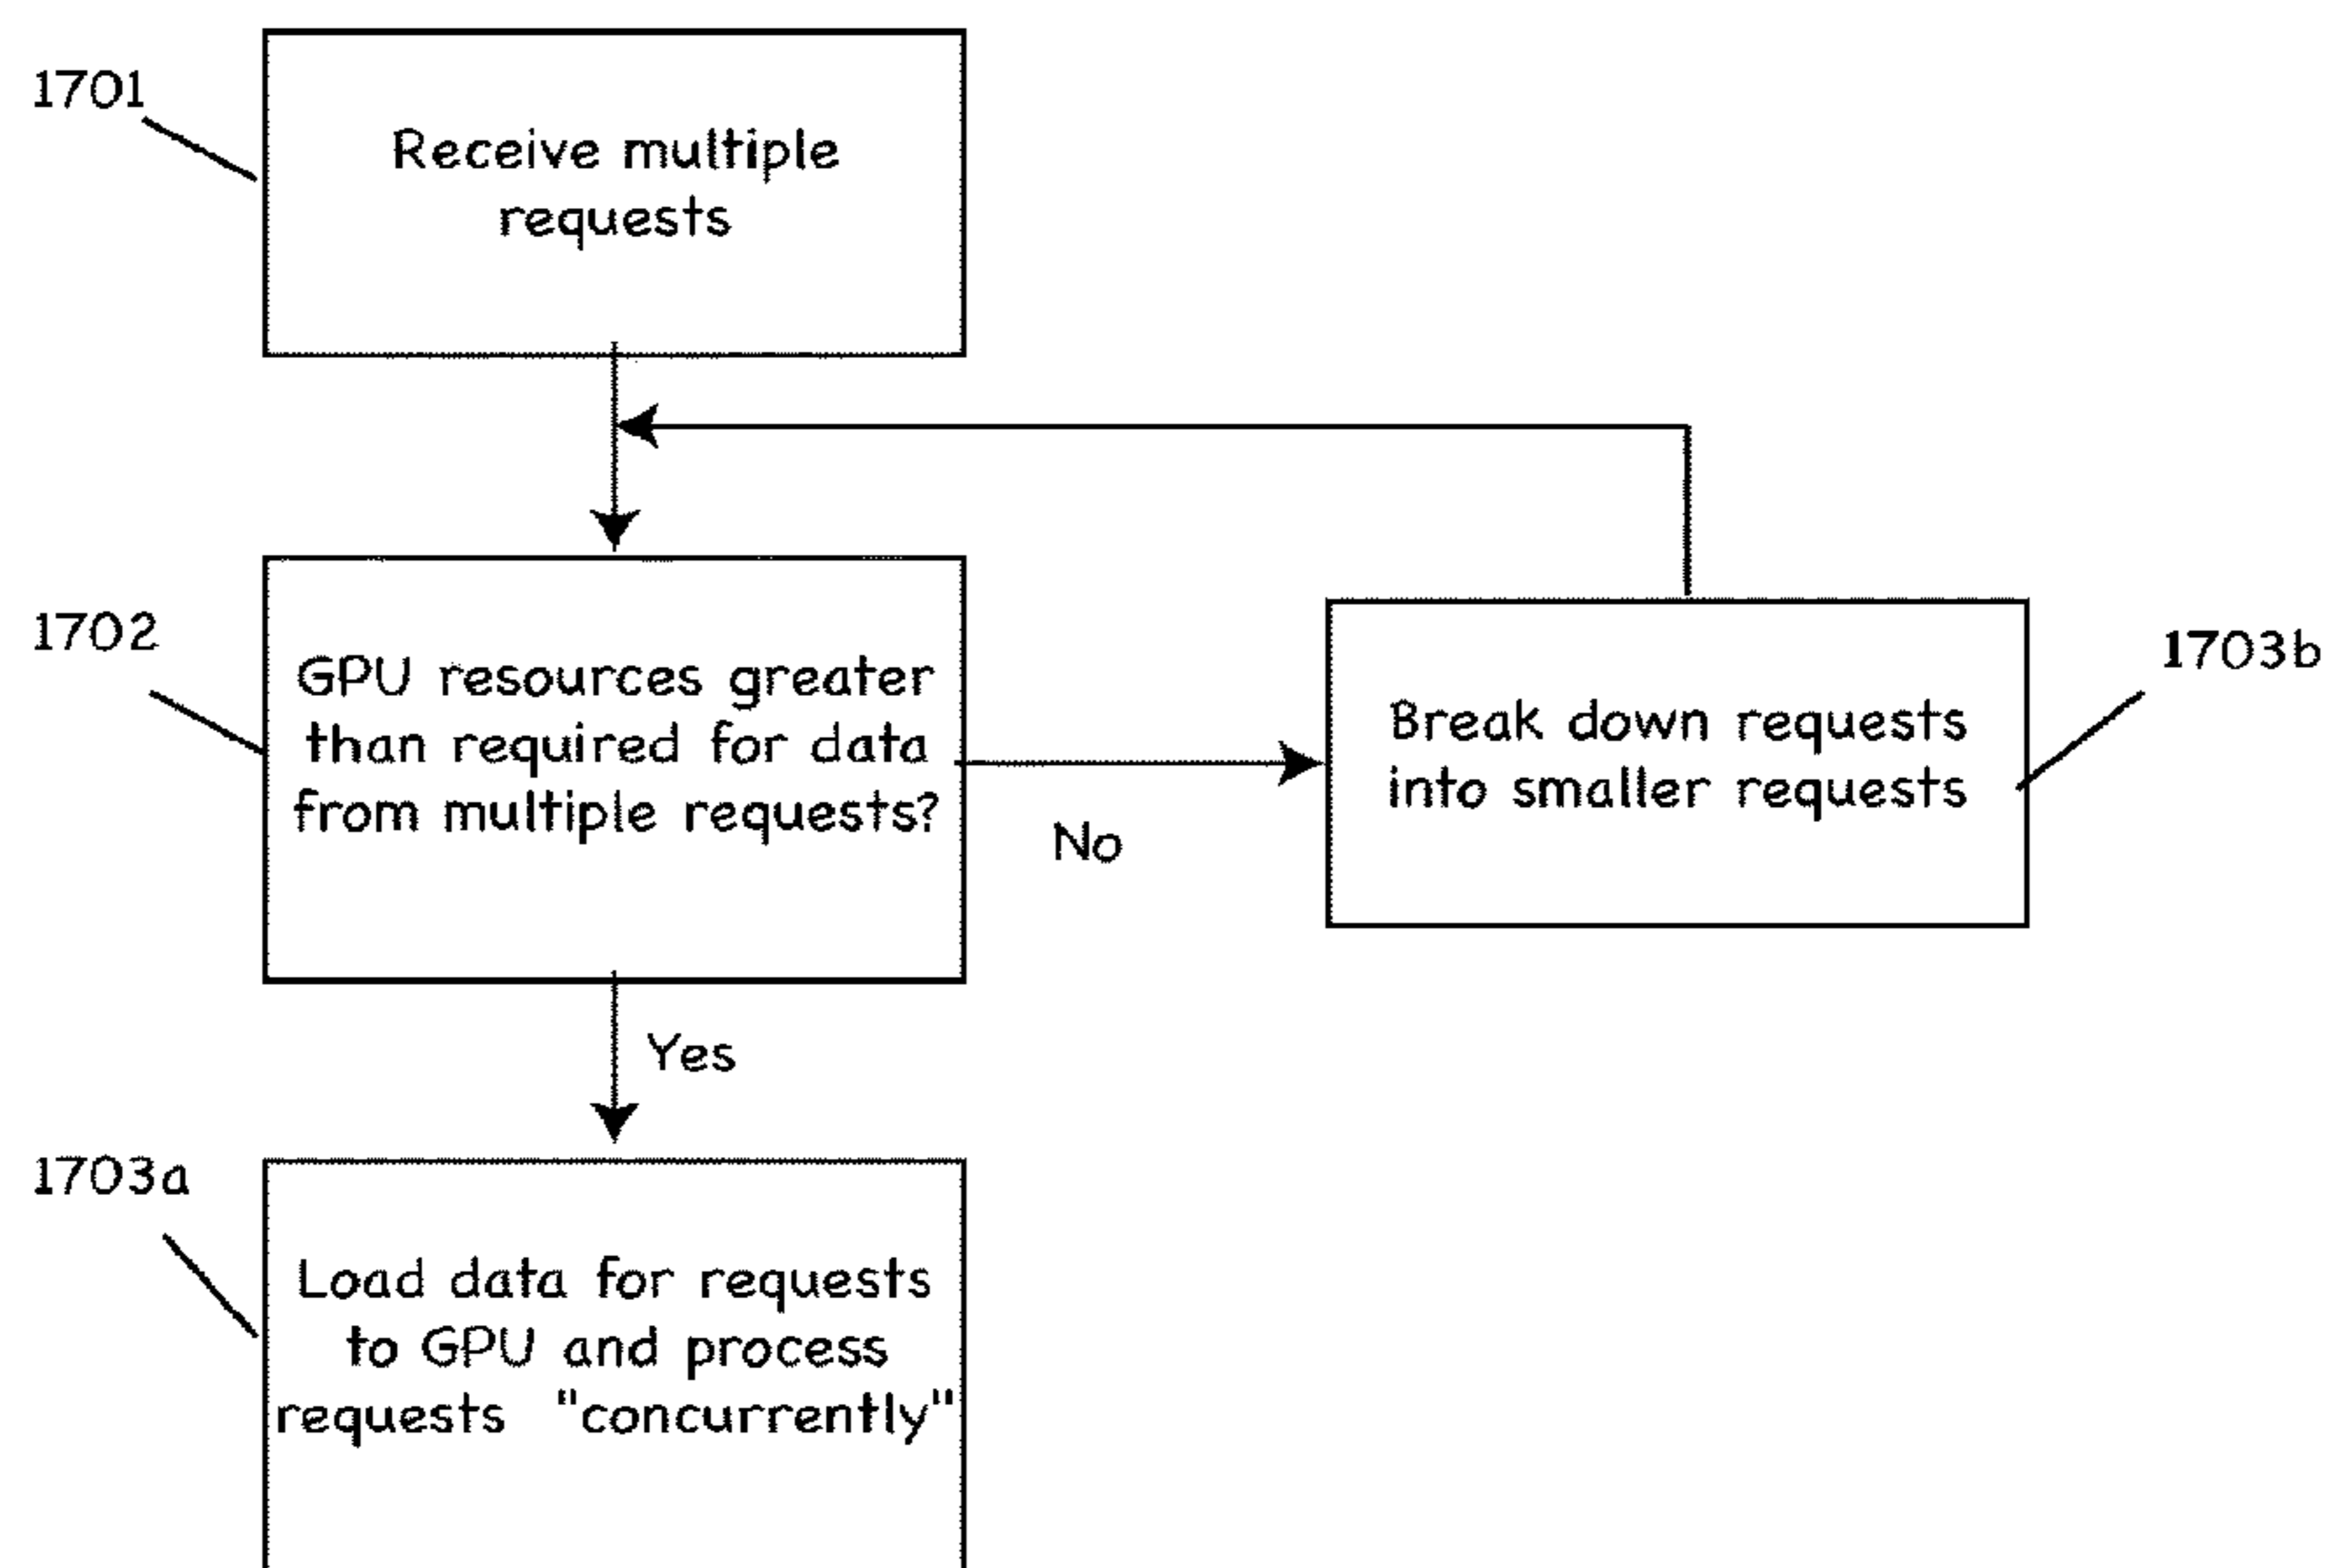 1701
Receive multiple
requests
1702
GPU resources greater
than required for data
from multiple requests?
No
Break down requests
into smaller requests
1703b
Yes
1703a
Load data for requests
to GPU and process
requests "concurrently"